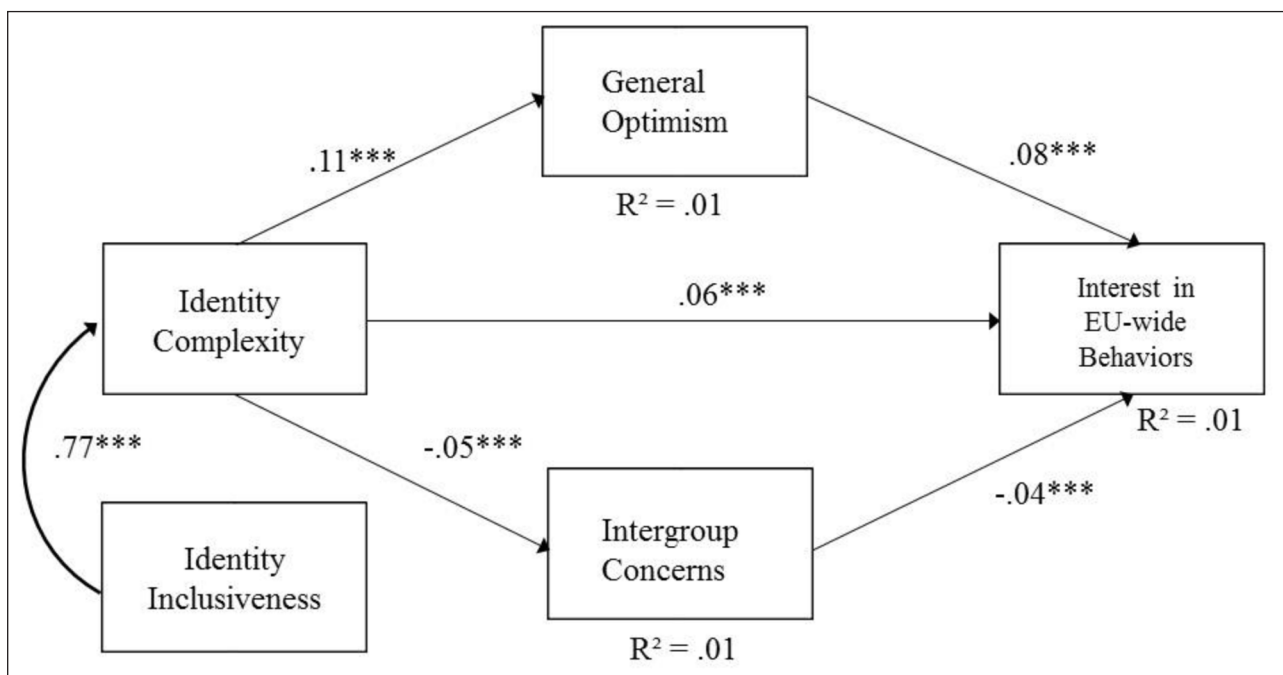 General
Optimism
R² = .01
.11***
.08***
Identity
Complexity
.06***
Interest in
EU-wide
Behaviors
R² = .01
.77***
-.05***
-.04***
Identity
Inclusiveness
Intergroup
Concerns
R² = .01